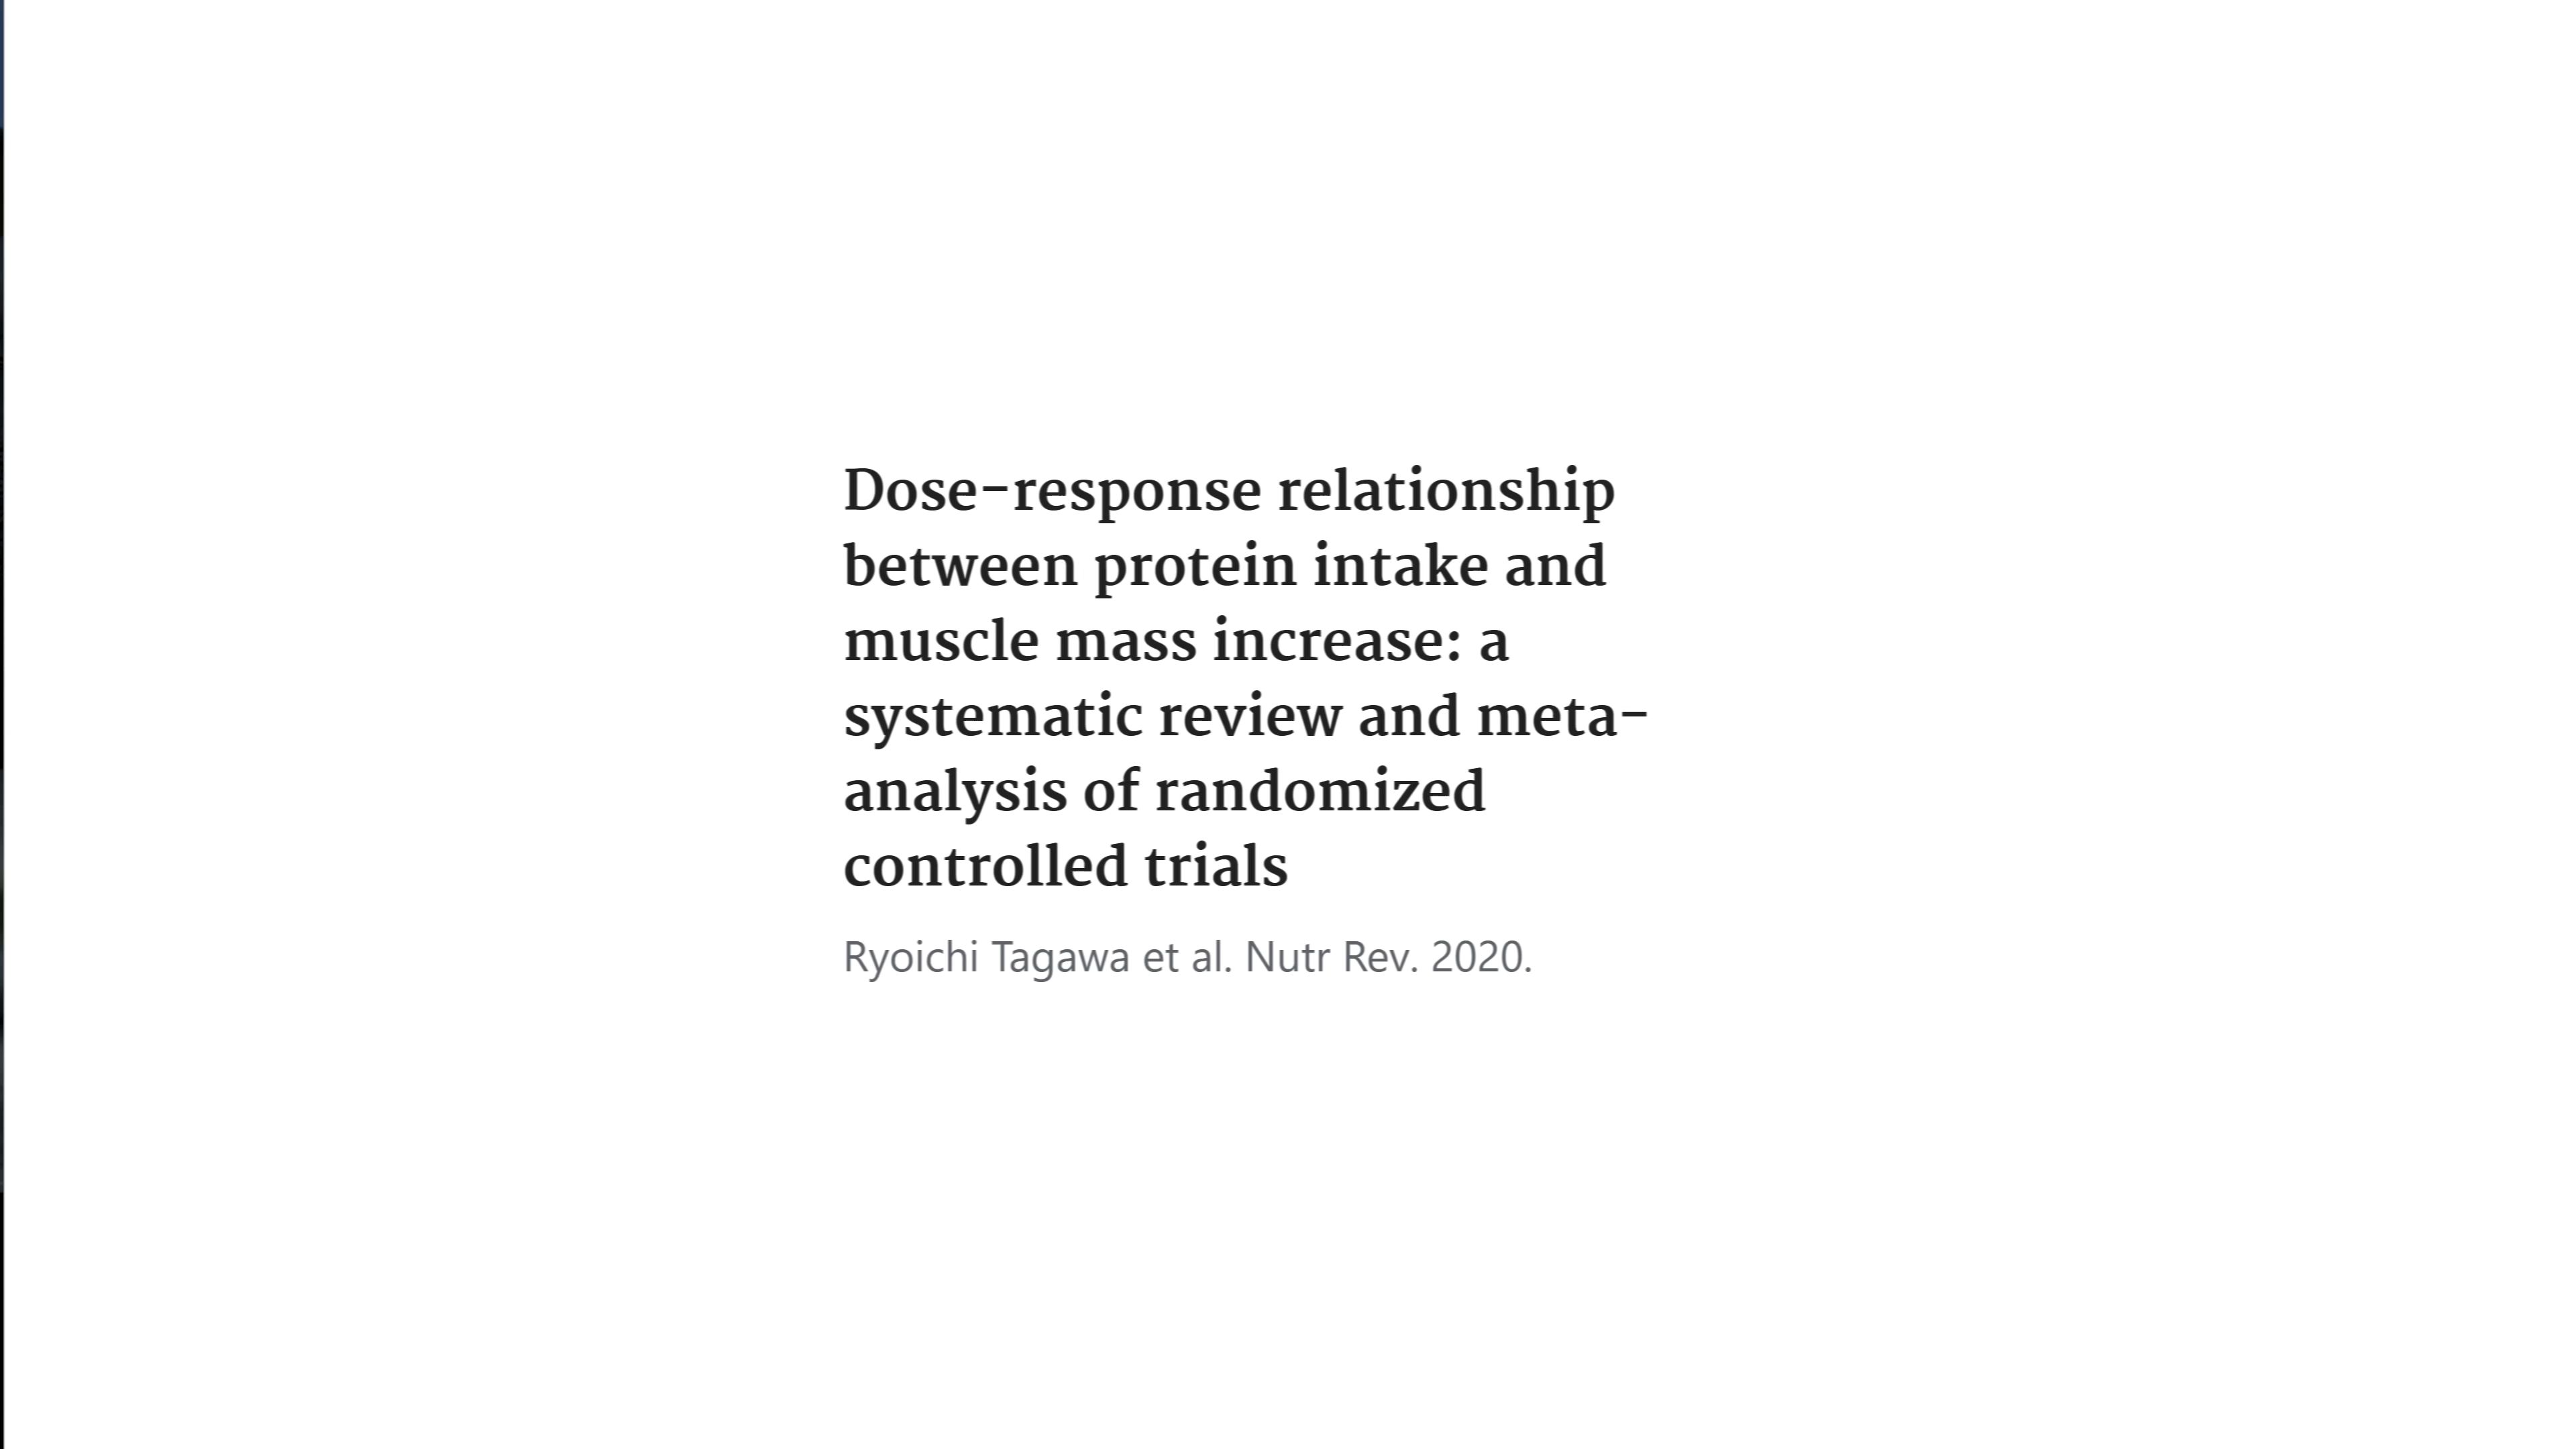 Dose-response relationship
between protein intake and
muscle mass increase: a
systematic review and meta-
analysis of randomized
controlled trials
Ryoichi Tagawa et al. Nutr Rev. 2020.